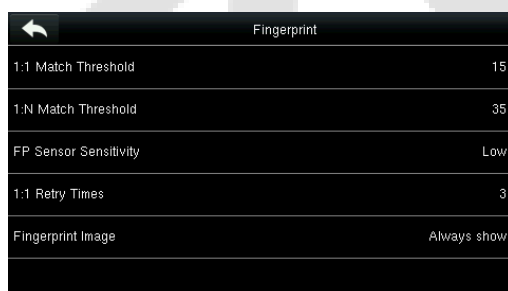 Fingerprint
1:1 Match Threshold 15
1:N Match Threshold 35
FP Sensor Sensitivity Low
1:1 Retry Times 3
Fingerprint Image Always show